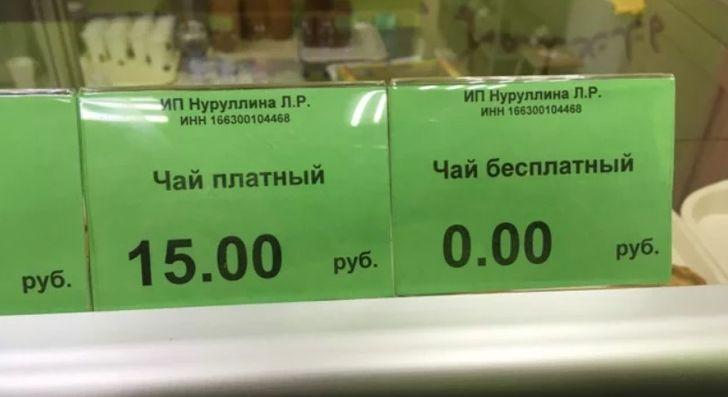 руб.
ИП Нуруллина Л.Р.
ИНН 166300104468
Чай платный
15.00 руб.
ИП Нуруллина Л.Р.
ИНН 166300104468
Чай бесплатный
0.00 руб.